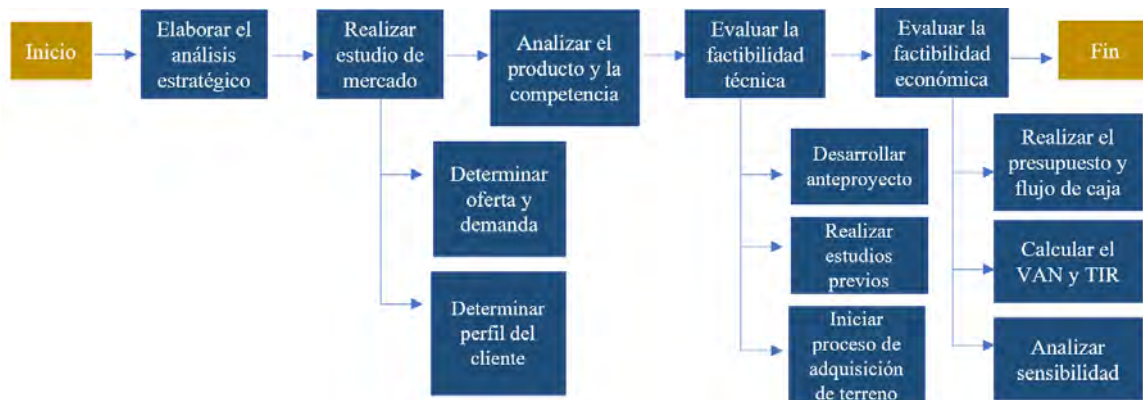 Inicio
Elaborar el
análisis
estratégico
Realizar
estudio de
mercado
Analizar el
producto y la
competencia
Evaluar la
factibilidad
técnica
Evaluar la
factibilidad
económica
Fin
Determinar
oferta y
demanda
Determinar
perfil del
cliente
Desarrollar
anteproyecto
Realizar
estudios
previos
Iniciar
proceso de
adquisición
de terreno
Realizar el
presupuesto y
flujo de caja
Calcular el
VAN y TIR
Analizar
sensibilidad